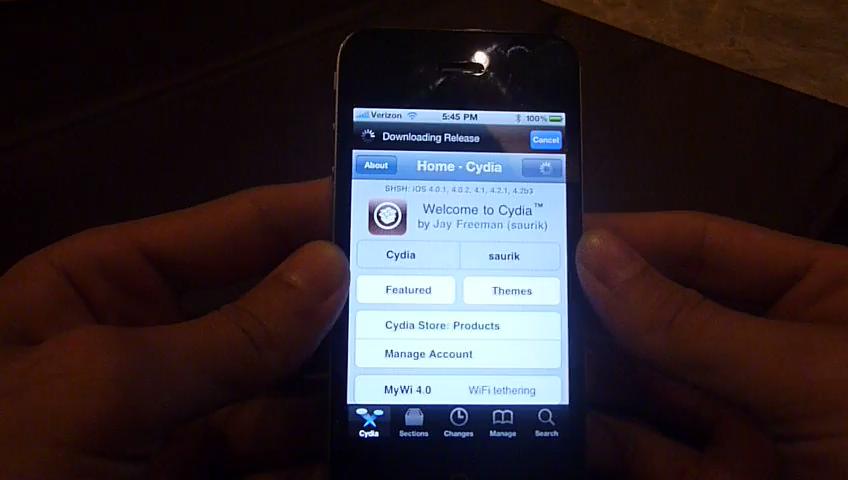 Verizon 5:45 PM 100%
Downloading Release Cancel
About Home - Cydia
SHSH: iOS 4.0.1, 4.0.2, 4.1, 4.2.1, 4.2b3
Welcome to Cydia™
by Jay Freeman (saurik)
Cydia saurik
Featured Themes
Cydia Store: Products
Manage Account
MyWi 4.0 WiFi tethering
Cydia Sections Changes Manage Search